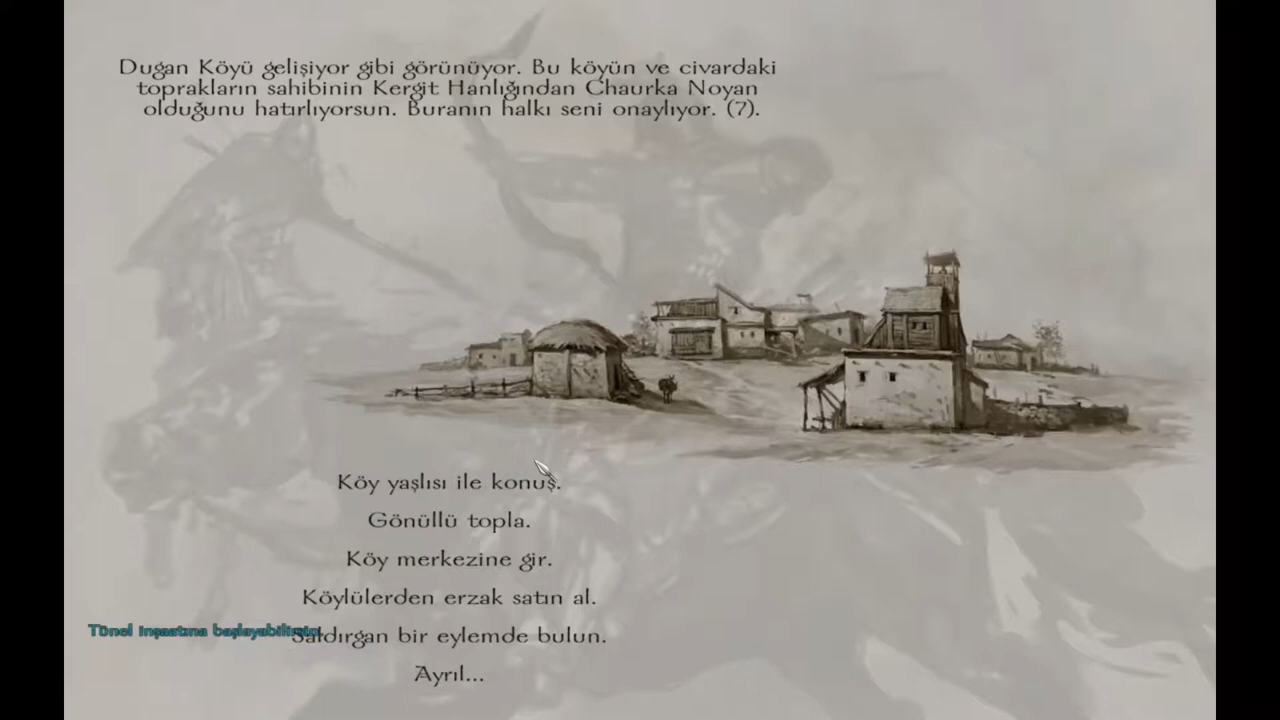 Dugan Köyü gelişiyor gibi görünüyor. Bu köyün ve civardaki
toprakların sahibinin Kergit Hanlığından Chaurka Noyan
olduğunu hatırlıyorsun. Buranın halkı seni onaylıyor. (7).
Köy yaşlısı ile konuş.
Gönüllü topla.
Köy merkezine gir.
Köylülerden erzak satın al.
Tünel inşaatına başlayabilirsin.
Saldırgan bir eylemde bulun.
Ayrıl...